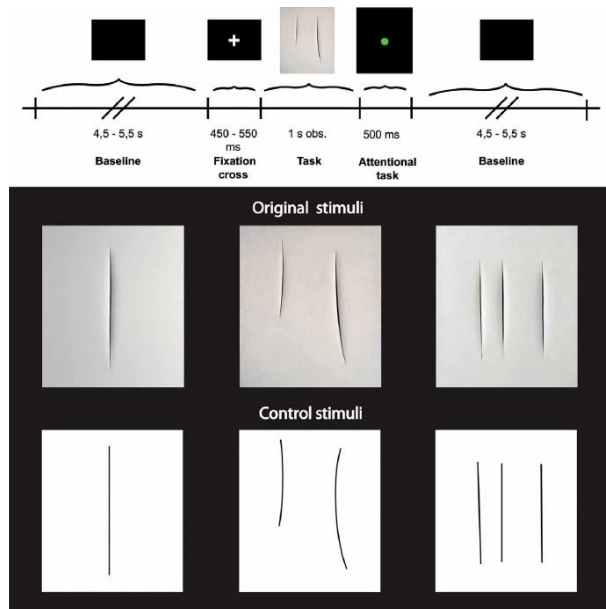 4,5 - 5,5 s
450 - 550
ms
1 s obs.
500 ms
4,5 - 5,5 s
Baseline
Fixation
cross
Task
Attentional
task
Baseline
Original stimuli
Control stimuli